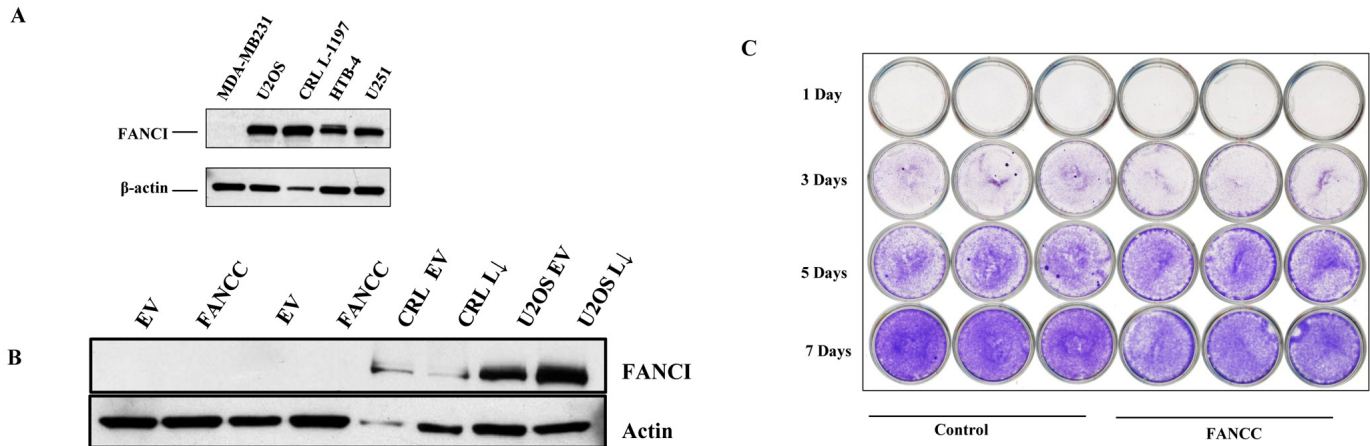 A
MDA-MB231
U2OS
CRL L-1197
HTB-4
U251
FANCI
β-actin
B
EV
FANCC
EV
FANCC
CRL EV
CRL L↓
U2OS EV
U2OS L↓
FANCI
Actin
C
1 Day
3 Days
5 Days
7 Days
Control
FANCC